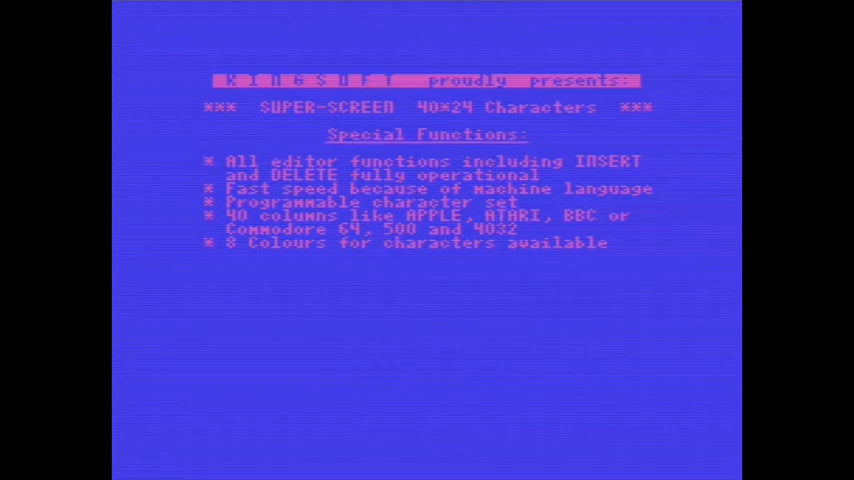 K I N G S O F T proudly presents:
*** SUPER-SCREEN 40*24 Characters ***
Special Functions:
* All editor functions including INSERT
and DELETE fully operational
* Fast speed because of machine language
* Programmable character set
* 40 columns like APPLE, ATARI, BBC or
Commodore 64, 500 and 4032
* 8 Colours for characters available